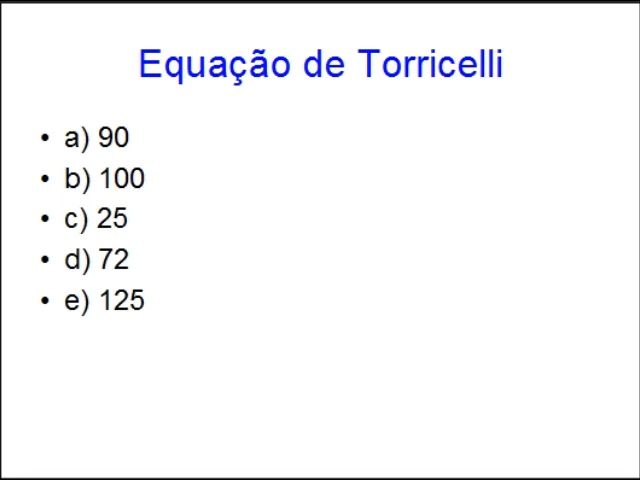 Equação de Torricelli
• a) 90
• b) 100
• c) 25
• d) 72
• e) 125